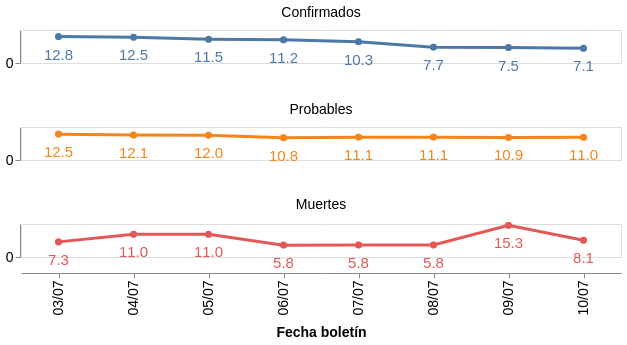 Confirmados
0
12.8 12.5 11.5 11.2 10.3 7.7 7.5 7.1
Probables
0
12.5 12.1 12.0 10.8 11.1 11.1 10.9 11.0
Muertes
0
7.3 11.0 11.0 5.8 5.8 5.8 15.3 8.1
03/07 04/07 05/07 06/07 07/07 08/07 09/07 10/07
Fecha boletín